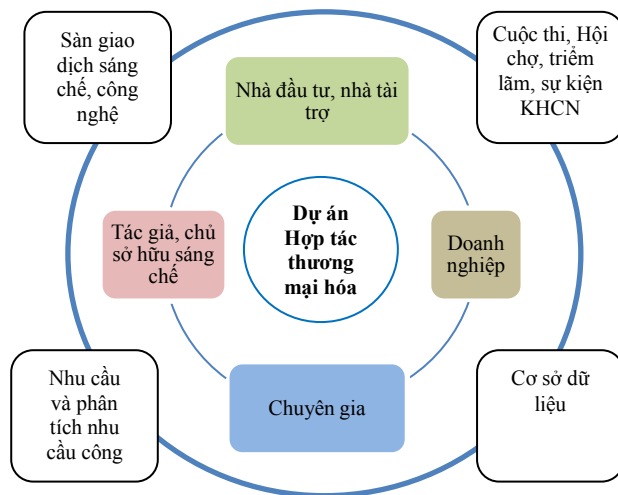 Sàn giao
dịch sáng
chế, công
nghệ
Cuộc thi, Hội
chợ, triểm
lãm, sự kiện
KHCN
Nhà đầu tư, nhà tài
trợ
Tác giả, chủ
sở hữu sáng
chế
Dự án
Hợp tác
thương
mại hóa
Doanh
nghiệp
Nhu cầu
và phân
tích nhu
cầu công
Chuyên gia
Cơ sở dữ
liệu